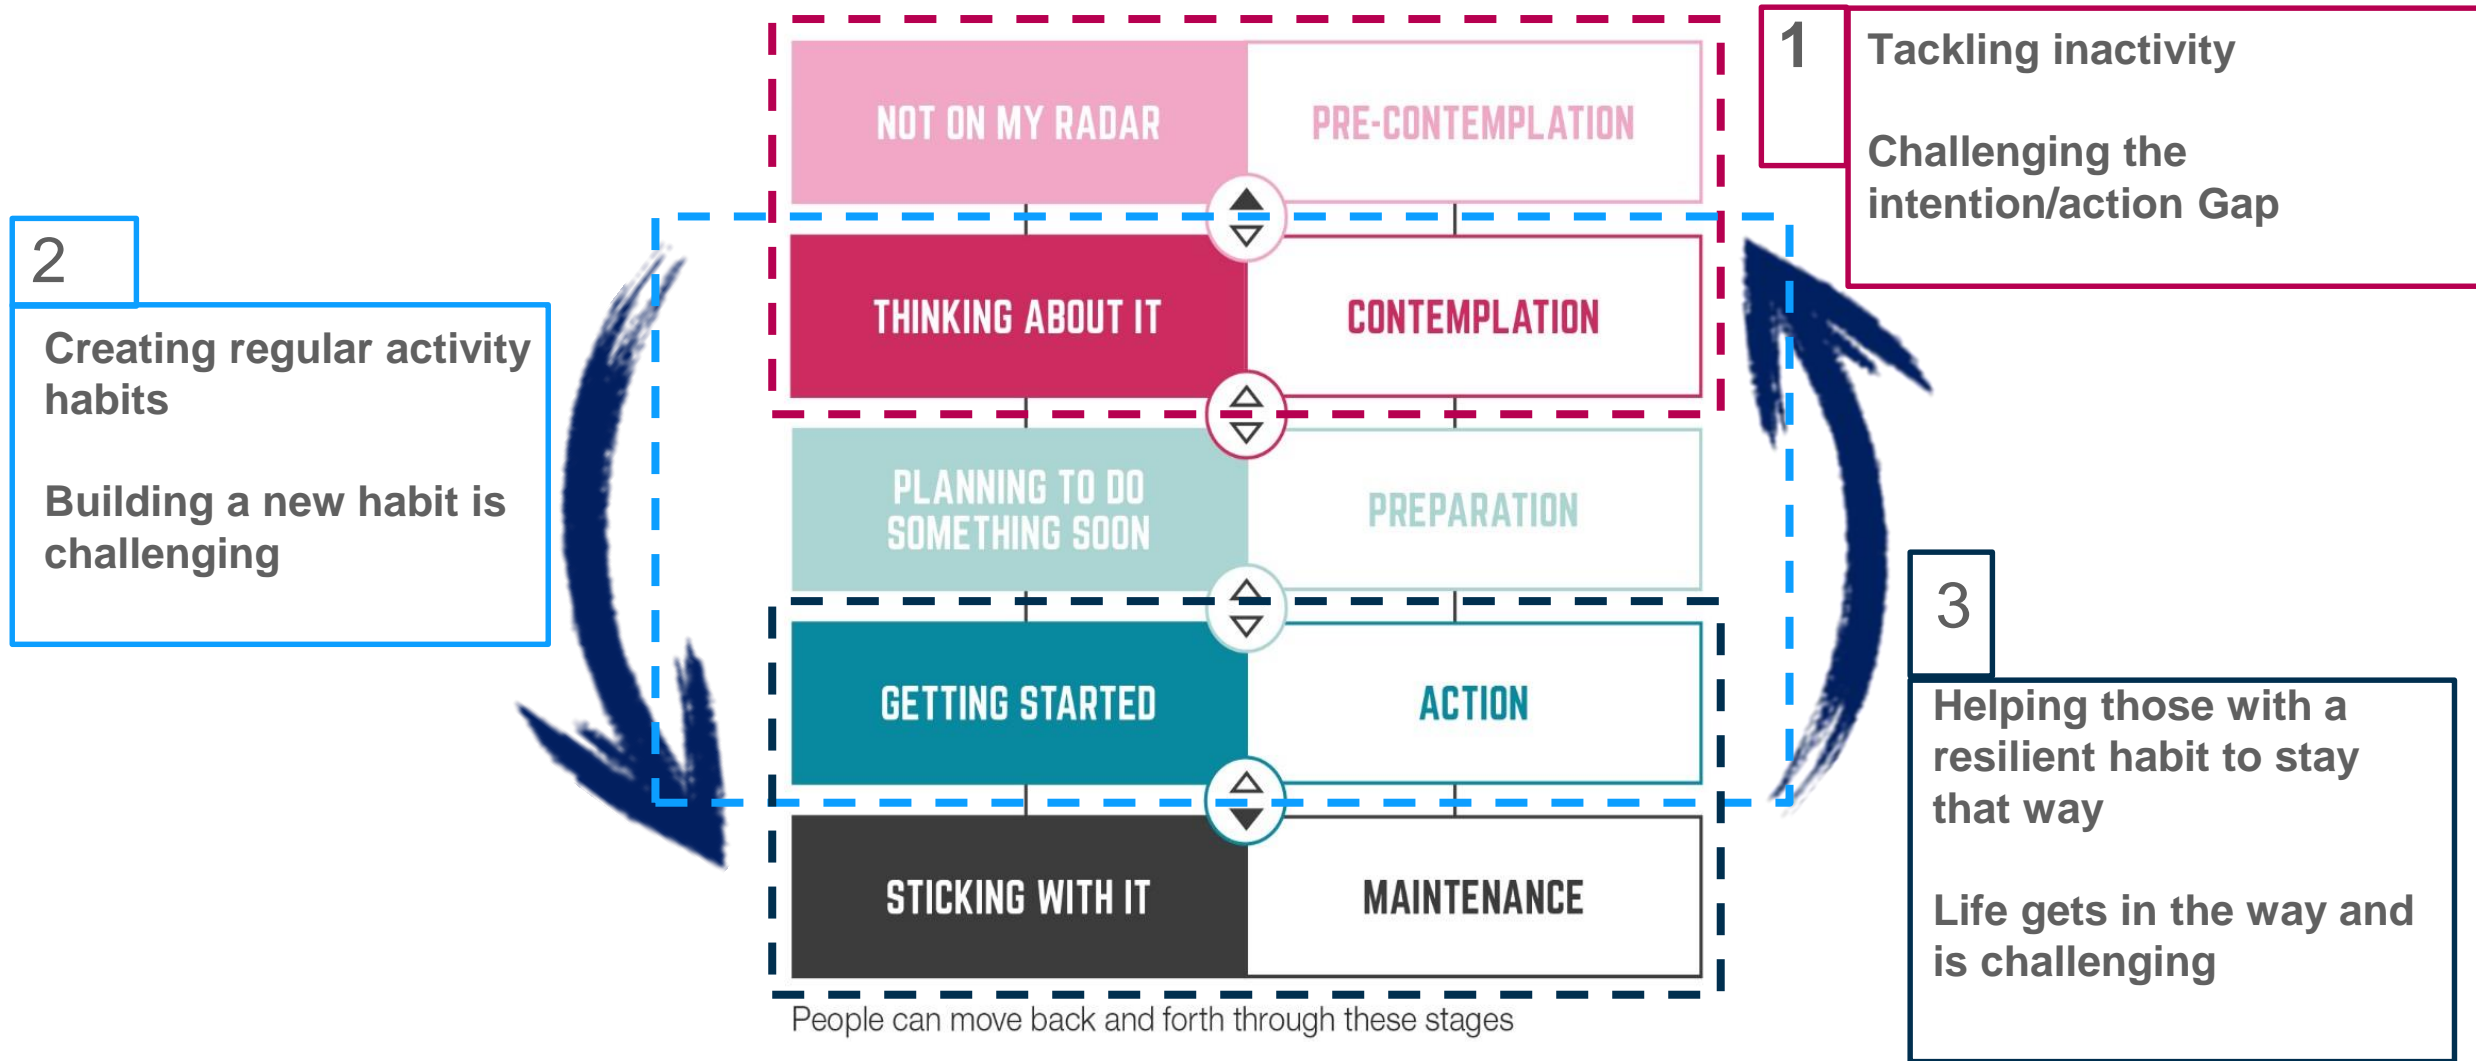 NOT ON MY RADAR
PRE-CONTEMPLATION
THINKING ABOUT IT
CONTEMPLATION
PLANNING TO DO
SOMETHING SOON
PREPARATION
GETTING STARTED
ACTION
STICKING WITH IT
MAINTENANCE
People can move back and forth through these stages
1
Tackling inactivity
Challenging the
intention/action Gap
2
Creating regular activity
habits
Building a new habit is
challenging
3
Helping those with a
resilient habit to stay
that way
Life gets in the way and
is challenging